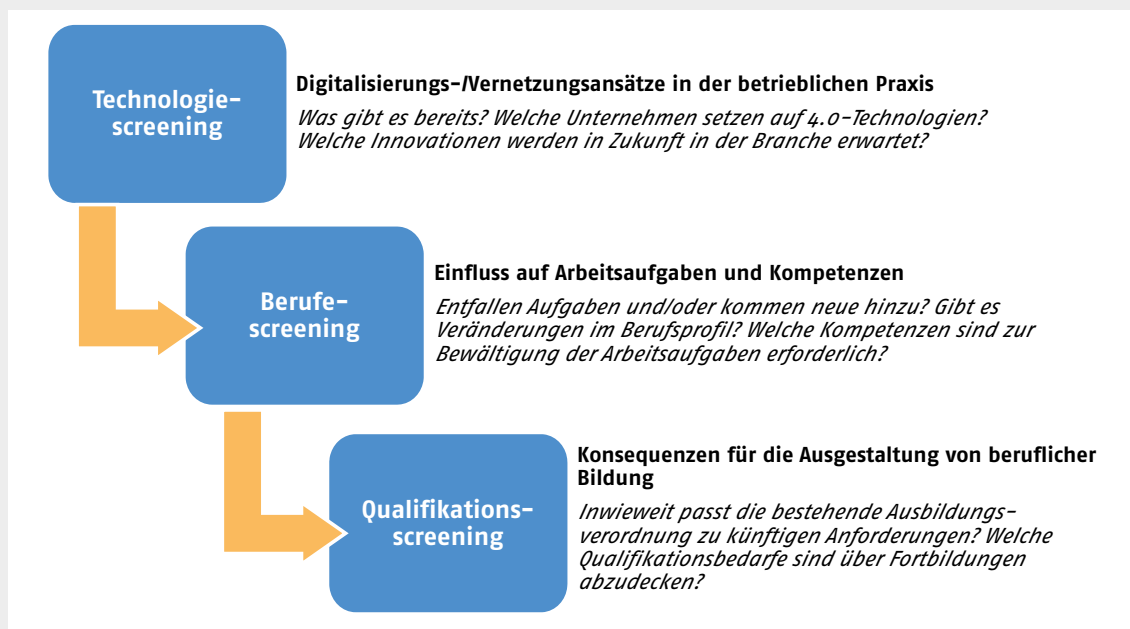 Technologie-
screening
Digitalisierungs-/Vernetzungsansätze in der betrieblichen Praxis
Was gibt es bereits? Welche Unternehmen setzen auf 4.0-Technologien?
Welche Innovationen werden in Zukunft in der Branche erwartet?
Berufe-
screening
Einfluss auf Arbeitsaufgaben und Kompetenzen
Entfallen Aufgaben und/oder kommen neue hinzu? Gibt es
Veränderungen im Berufsprofil? Welche Kompetenzen sind zur
Bewältigung der Arbeitsaufgaben erforderlich?
Qualifikations-
screening
Konsequenzen für die Ausgestaltung von beruflicher
Bildung
Inwieweit passt die bestehende Ausbildungs-
verordnung zu künftigen Anforderungen? Welche
Qualifikationsbedarfe sind über Fortbildungen
abzudecken?